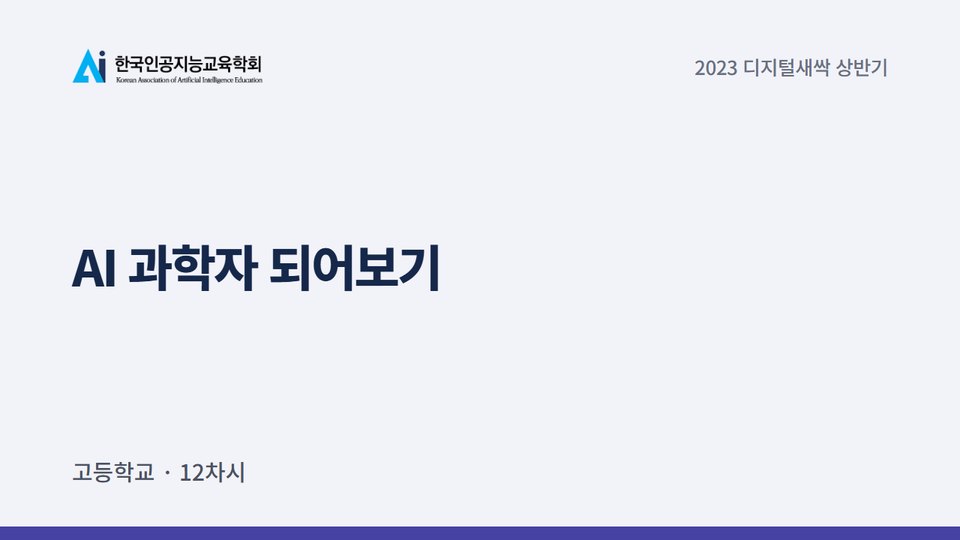 한국인공지능교육학회
Korean Association of Artificial Intelligence Education
2023 디지털새싹 상반기
AI 과학자 되어보기
고등학교 · 12차시